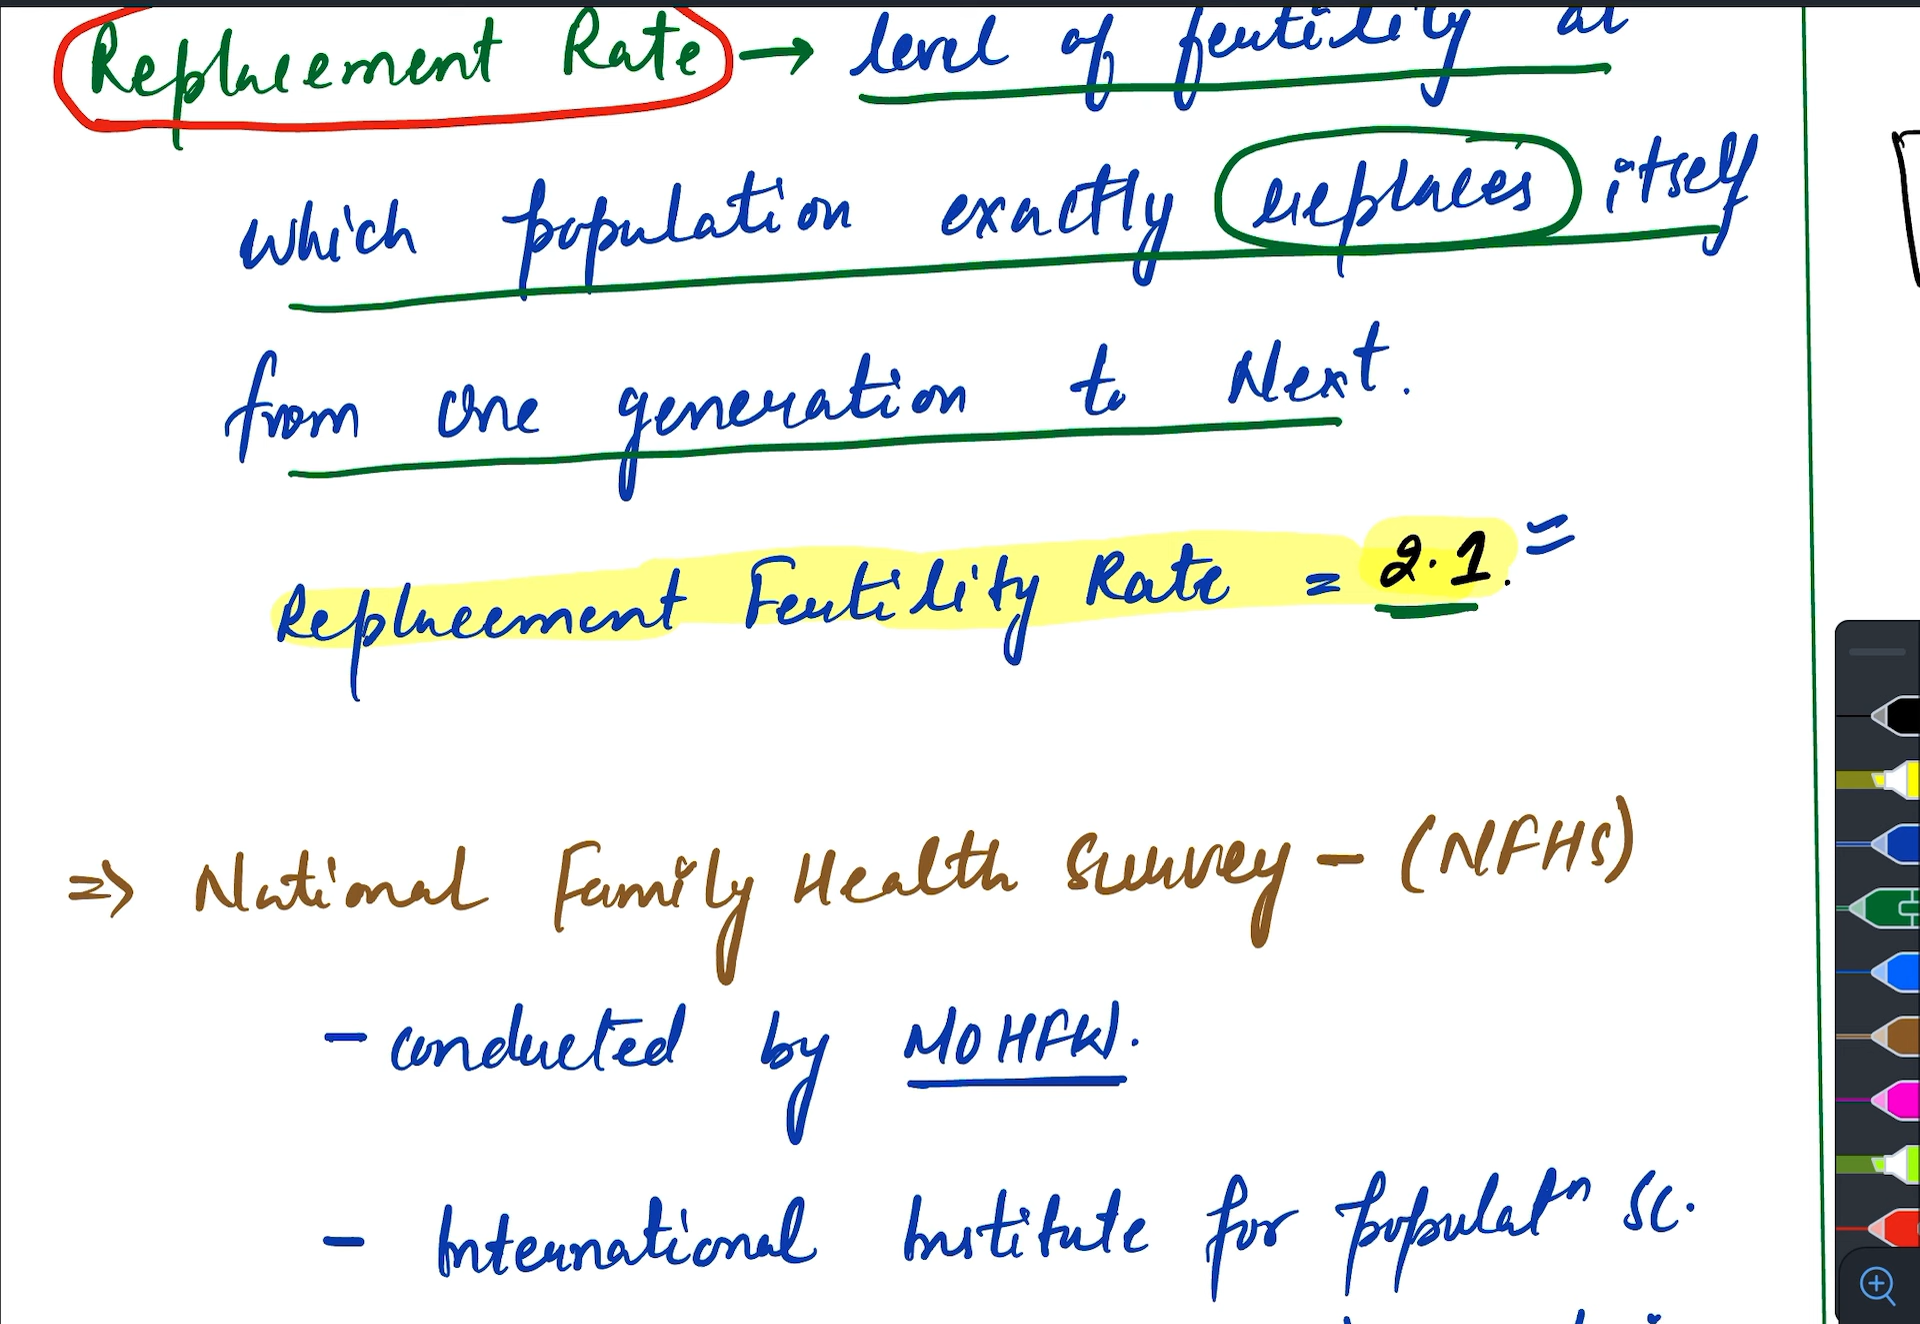 Replacement Rate → level of fertility at
which population exactly replaces itself
from one generation to Next.
Replacement Fertility Rate = 2.1.
=> National Family Health Survey - (NFHS)
- conducted by MOHFW.
- International Institute for populatⁿ Sc.